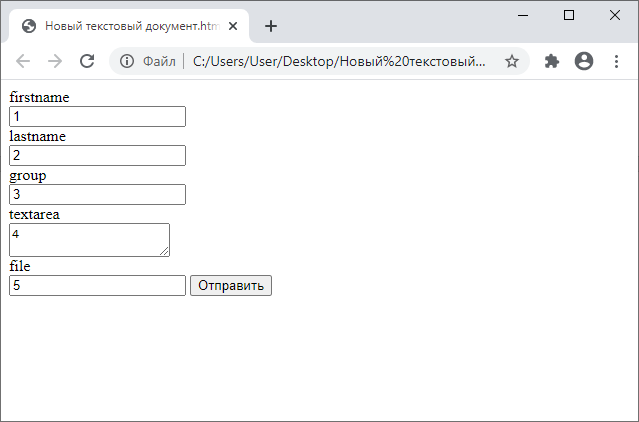 Новый текстовый документ.htm
Файл C:/Users/User/Desktop/Новый%20текстовый...
firstname
1
lastname
2
group
3
textarea
4
file
5 Отправить